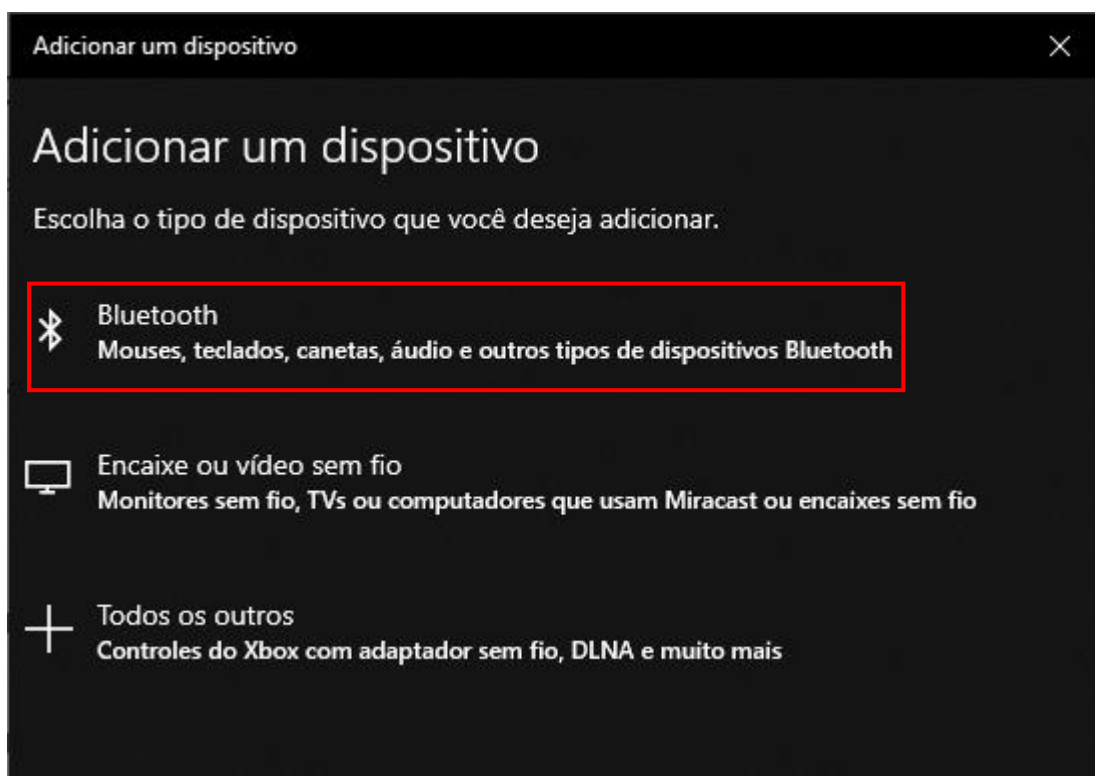 Adicionar um dispositivo
Adicionar um dispositivo
Escolha o tipo de dispositivo que você deseja adicionar.
Bluetooth
Mouses, teclados, canetas, áudio e outros tipos de dispositivos Bluetooth
Encaixe ou vídeo sem fio
Monitores sem fio, TVs ou computadores que usam Miracast ou encaixes sem fio
Todos os outros
Controles do Xbox com adaptador sem fio, DLNA e muito mais